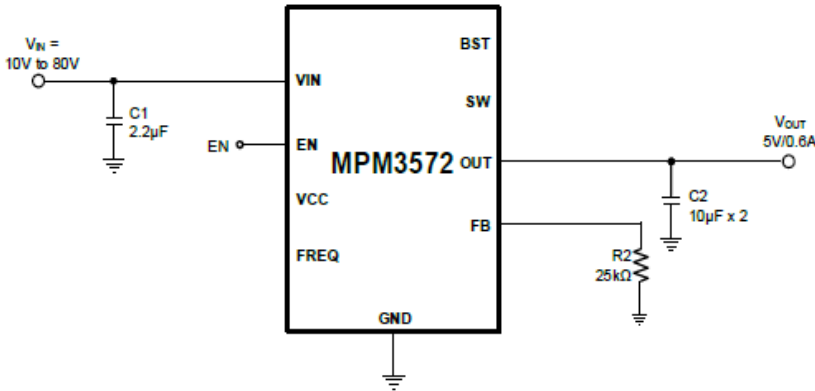 VIN =
10V to 80V
C1
2.2µF
EN
VIN
EN
VCC
FREQ
MPM3572
GND
BST
SW
OUT
FB
VOUT
5V/0.6A
C2
10µF x 2
R2
25kΩ